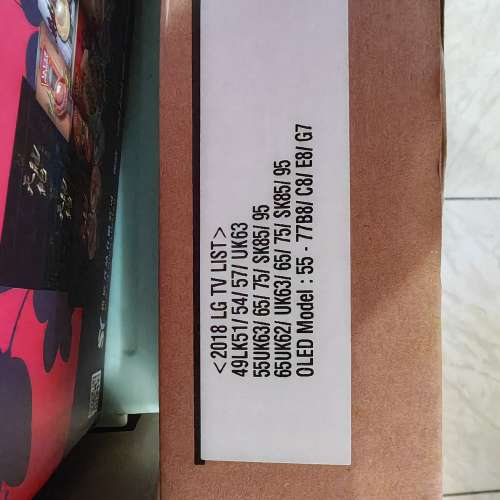 < 2018 LG TV LIST >
49LK51/ 54/ 57/ UK63
55UK63/ 65/ 75/ SK85/ 95
65UK62/ UK63/ 65/ 75/ SK85/ 95
OLED Model : 55 - 77B8/ C8/ E8/ G7